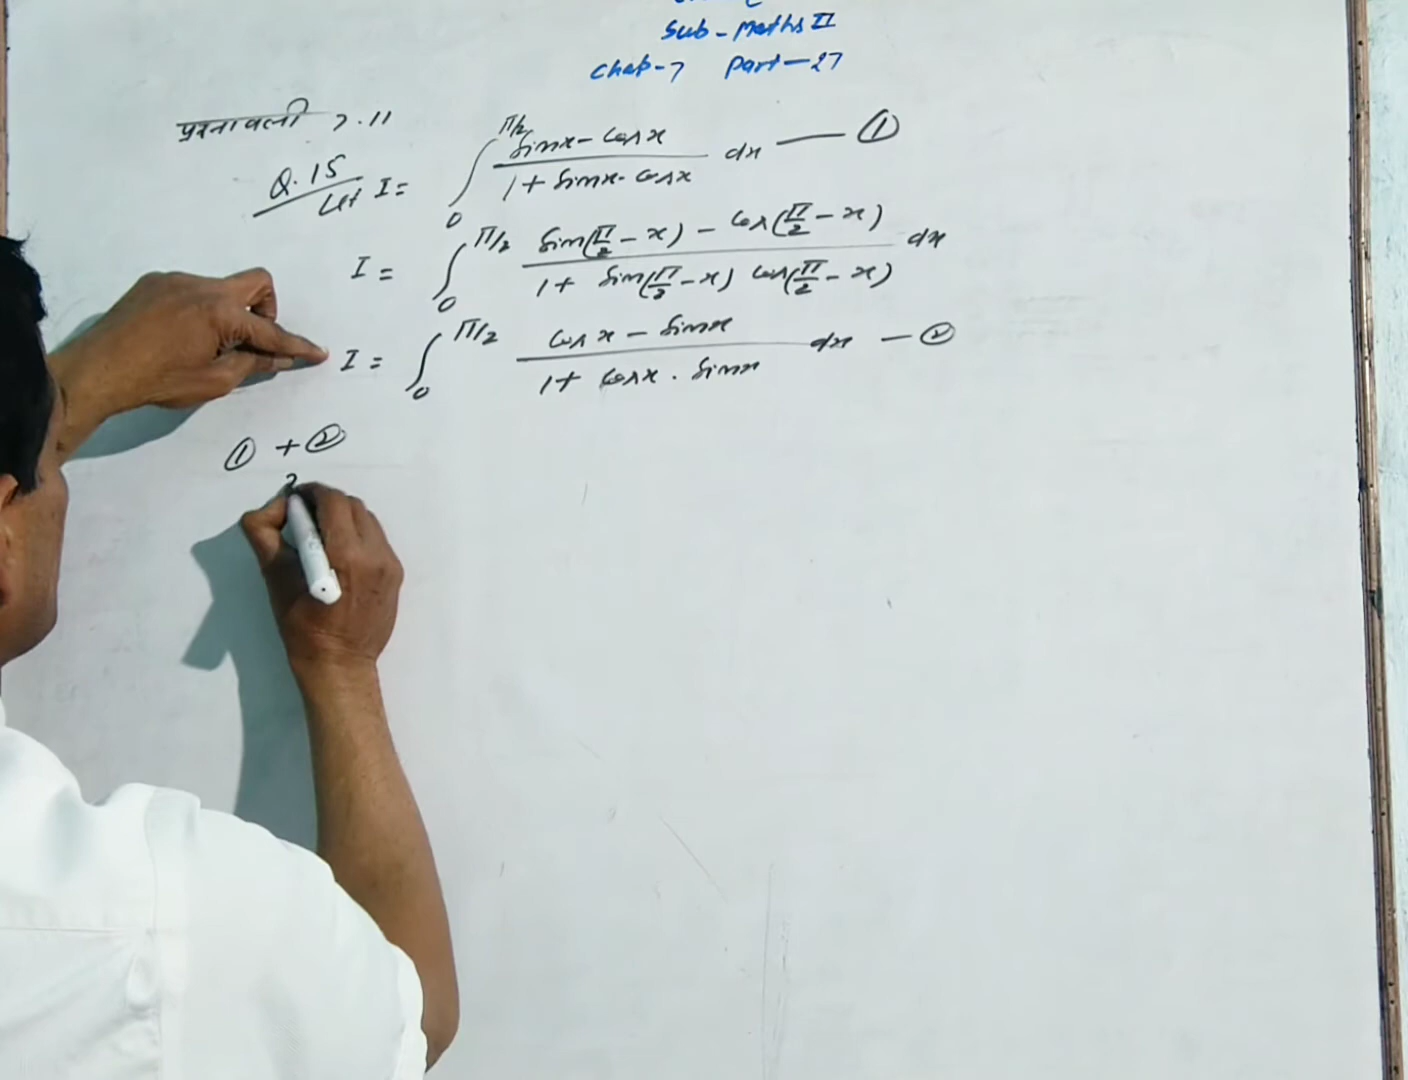 Sub - Maths II
Chap-7 Part-27
प्रश्नावली 7.11
Q.15
Let I = ∫₀^π/2 (sinx - cosx)/(1 + sinx·cosx) dx — ①
I = ∫₀^π/2 (sin(π/2 - x) - cos(π/2 - x))/(1 + sin(π/2 - x) cos(π/2 - x)) dx
I = ∫₀^π/2 (cosx - sinx)/(1 + cosx · sinx) dx — ②
① + ②
2